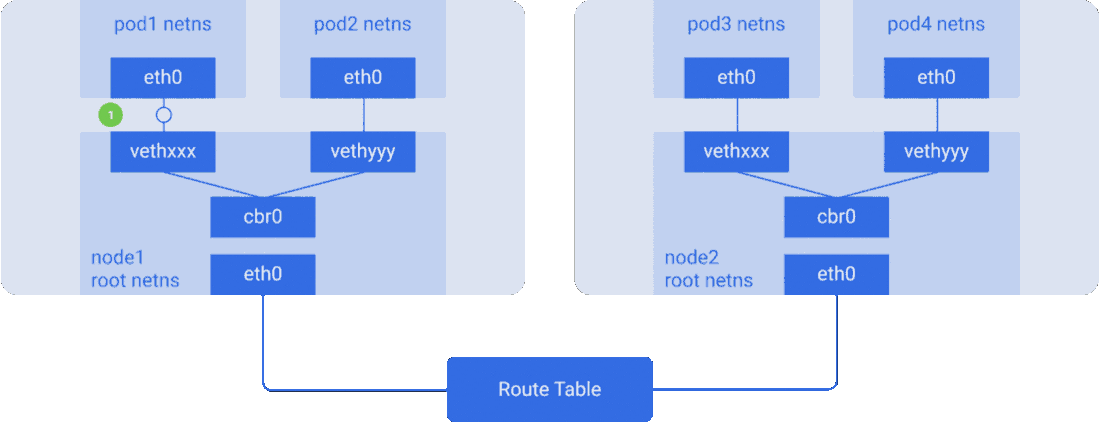 pod1 netns
pod2 netns
eth0
eth0
1
vethxxx
vethyyy
cbr0
node1
root netns
eth0
pod3 netns
pod4 netns
eth0
eth0
vethxxx
vethyyy
cbr0
node2
root netns
eth0
Route Table